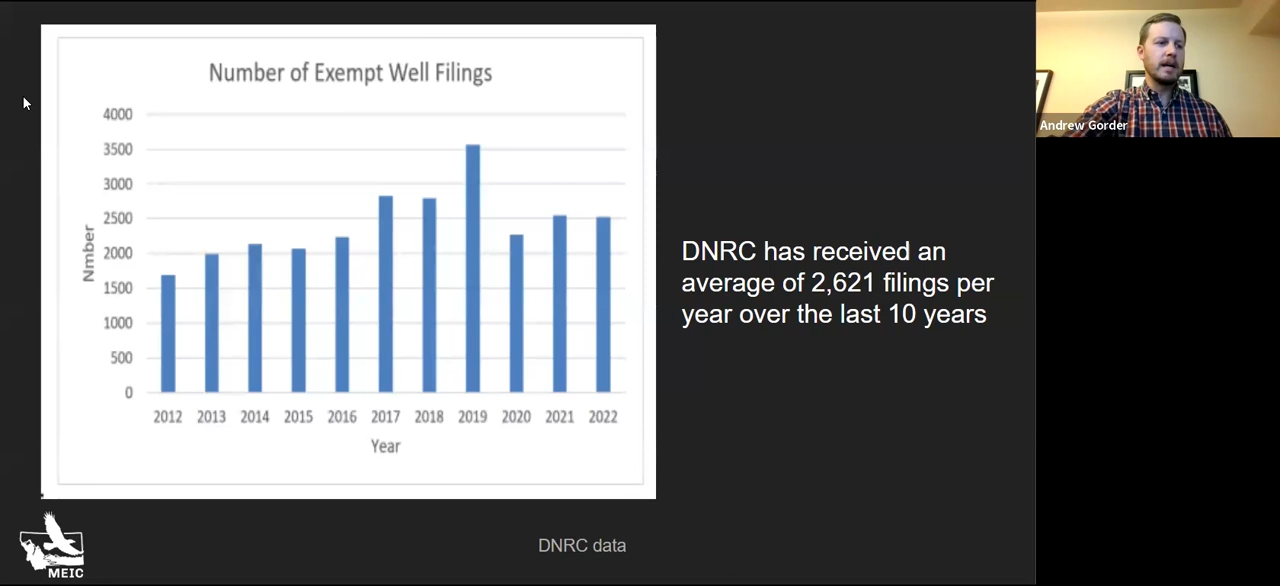 Number of Exempt Well Filings
4000
3500
3000
2500
2000
1500
1000
500
0
Nmber
2012 2013 2014 2015 2016 2017 2018 2019 2020 2021 2022
Year
DNRC has received an
average of 2,621 filings per
year over the last 10 years
DNRC data
MEIC
Andrew Gorder